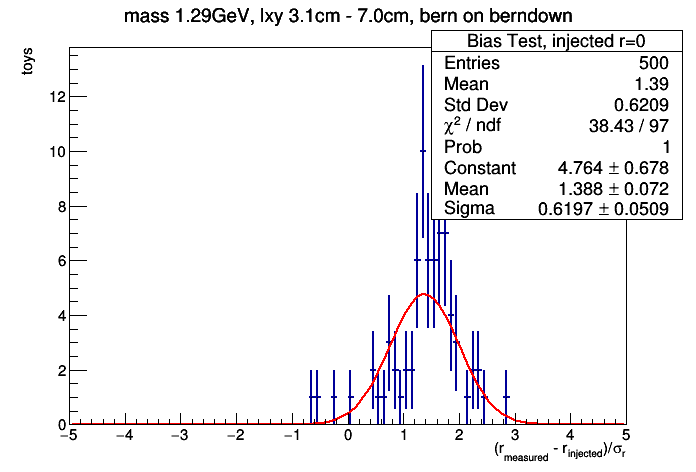 mass 1.29GeV, lxy 3.1cm - 7.0cm, bern on berndown
toys
Bias Test, injected r=0
Entries 500
Mean 1.39
Std Dev 0.6209
χ² / ndf 38.43 / 97
Prob 1
Constant 4.764 ± 0.678
Mean 1.388 ± 0.072
Sigma 0.6197 ± 0.0509
12
10
8
6
4
2
0
−5 −4 −3 −2 −1 0 1 2 3 4 5
(r_measured - r_injected)/σ_r